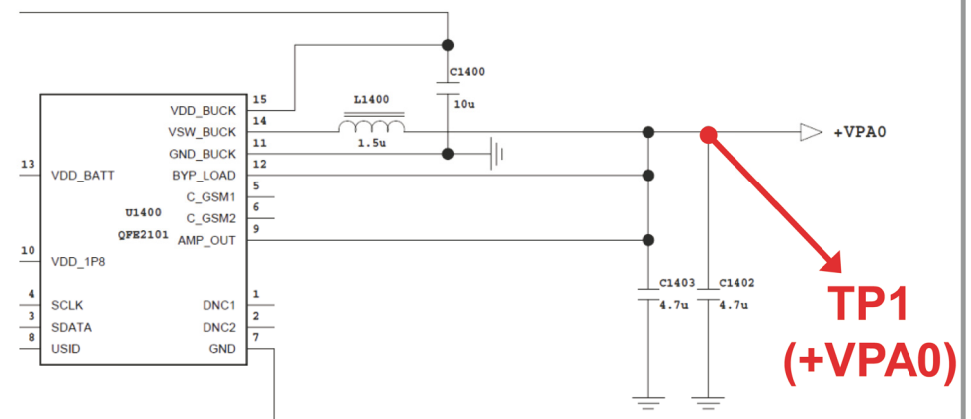 C1400
10u
15
VDD_BUCK
L1400
14
VSW_BUCK
1.5u
11
GND_BUCK
+VPA0
13
VDD_BATT
12
BYP_LOAD
5
C_GSM1
U1400
6
C_GSM2
QFE2101
9
AMP_OUT
10
VDD_1P8
C1403
4.7u
C1402
4.7u
4
SCLK
1
DNC1
3
SDATA
2
DNC2
8
USID
7
GND
TP1
(+VPA0)